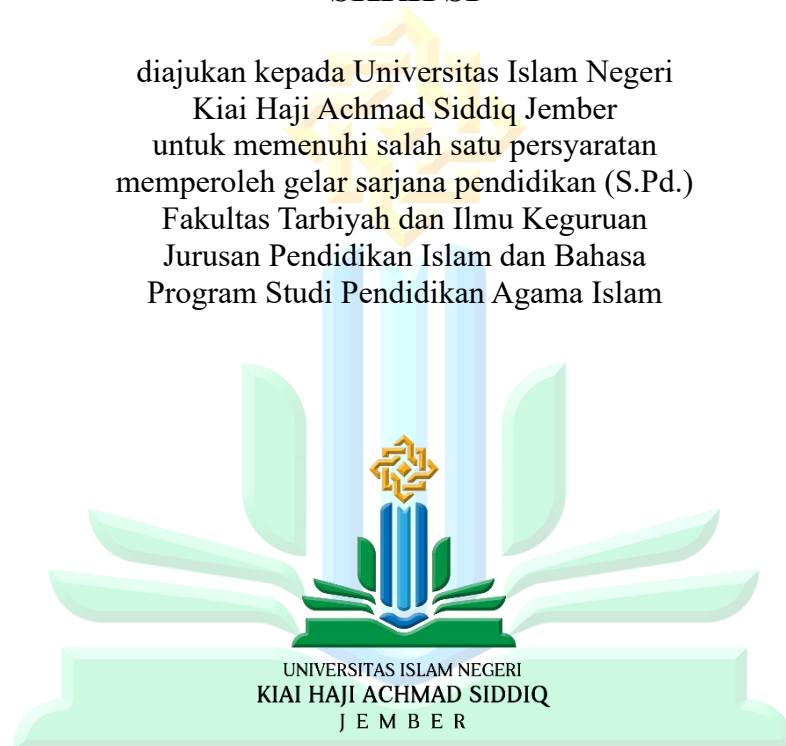 diajukan kepada Universitas Islam Negeri
Kiai Haji Achmad Siddiq Jember
untuk memenuhi salah satu persyaratan
memperoleh gelar sarjana pendidikan (S.Pd.)
Fakultas Tarbiyah dan Ilmu Keguruan
Jurusan Pendidikan Islam dan Bahasa
Program Studi Pendidikan Agama Islam
UNIVERSITAS ISLAM NEGERI
KIAI HAJI ACHMAD SIDDIQ
JEMBER